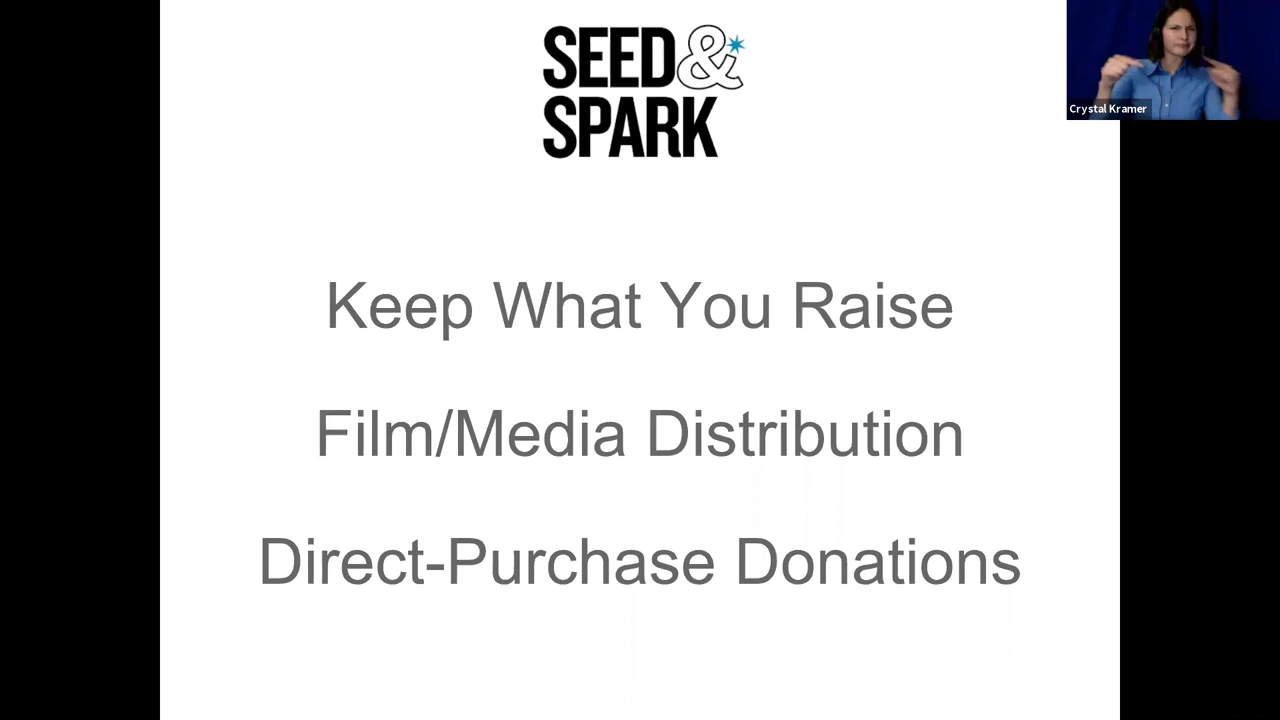 SEED&
SPARK
Crystal Kramer
Keep What You Raise
Film/Media Distribution
Direct-Purchase Donations